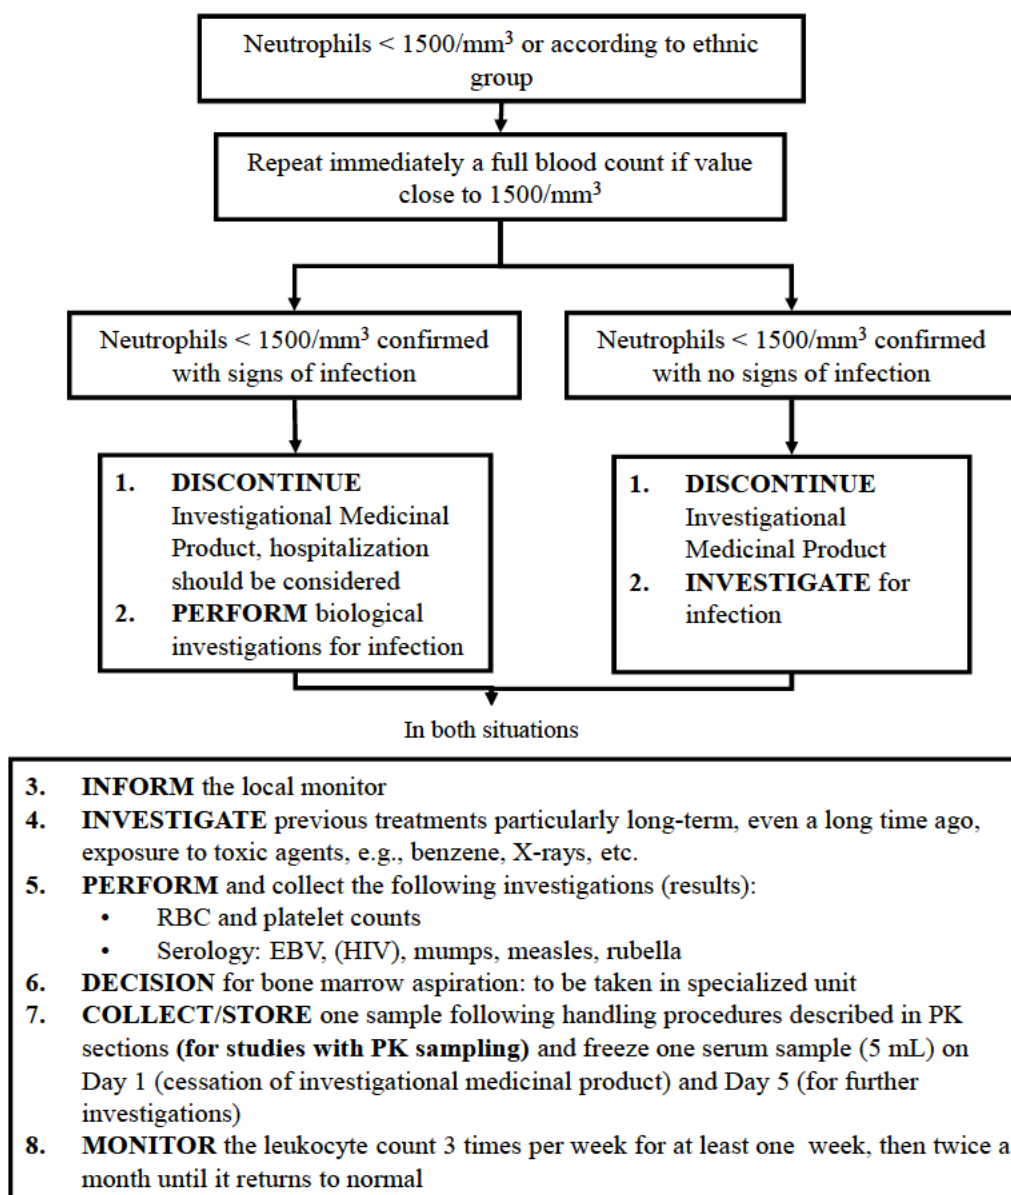 Neutrophils < 1500/mm³ or according to ethnic
group
Repeat immediately a full blood count if value
close to 1500/mm³
Neutrophils < 1500/mm³ confirmed
with signs of infection
Neutrophils < 1500/mm³ confirmed
with no signs of infection
1. DISCONTINUE
Investigational Medicinal
Product, hospitalization
should be considered
2. PERFORM biological
investigations for infection
1. DISCONTINUE
Investigational
Medicinal Product
2. INVESTIGATE for
infection
In both situations
3. INFORM the local monitor
4. INVESTIGATE previous treatments particularly long-term, even a long time ago,
exposure to toxic agents, e.g., benzene, X-rays, etc.
5. PERFORM and collect the following investigations (results):
• RBC and platelet counts
• Serology: EBV, (HIV), mumps, measles, rubella
6. DECISION for bone marrow aspiration: to be taken in specialized unit
7. COLLECT/STORE one sample following handling procedures described in PK
sections (for studies with PK sampling) and freeze one serum sample (5 mL) on
Day 1 (cessation of investigational medicinal product) and Day 5 (for further
investigations)
8. MONITOR the leukocyte count 3 times per week for at least one week, then twice a
month until it returns to normal